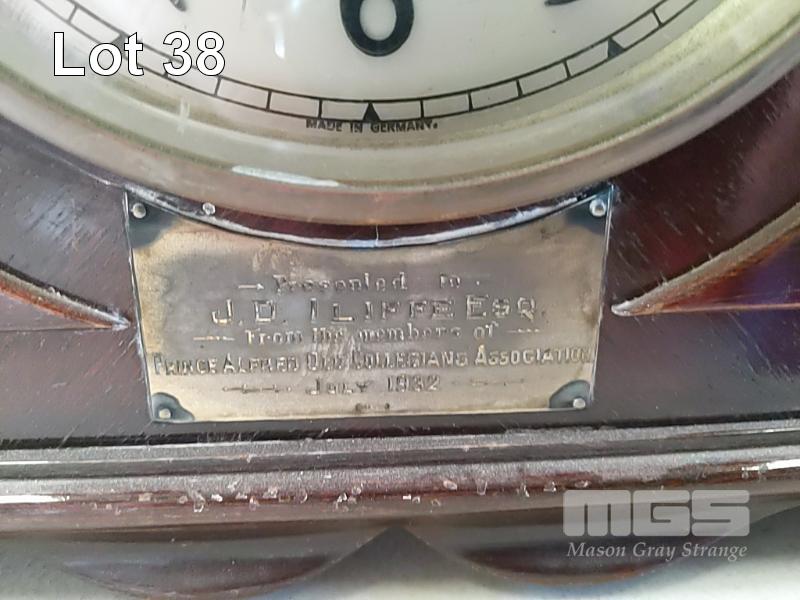 Lot 38
6
MADE IN GERMANY.
Presented to
J. D. ILIFFE ESQ.
from the members of
PRINCE ALFRED OLD COLLEGIANS ASSOCIATION
JULY 1932
MGS
Mason Gray Strange